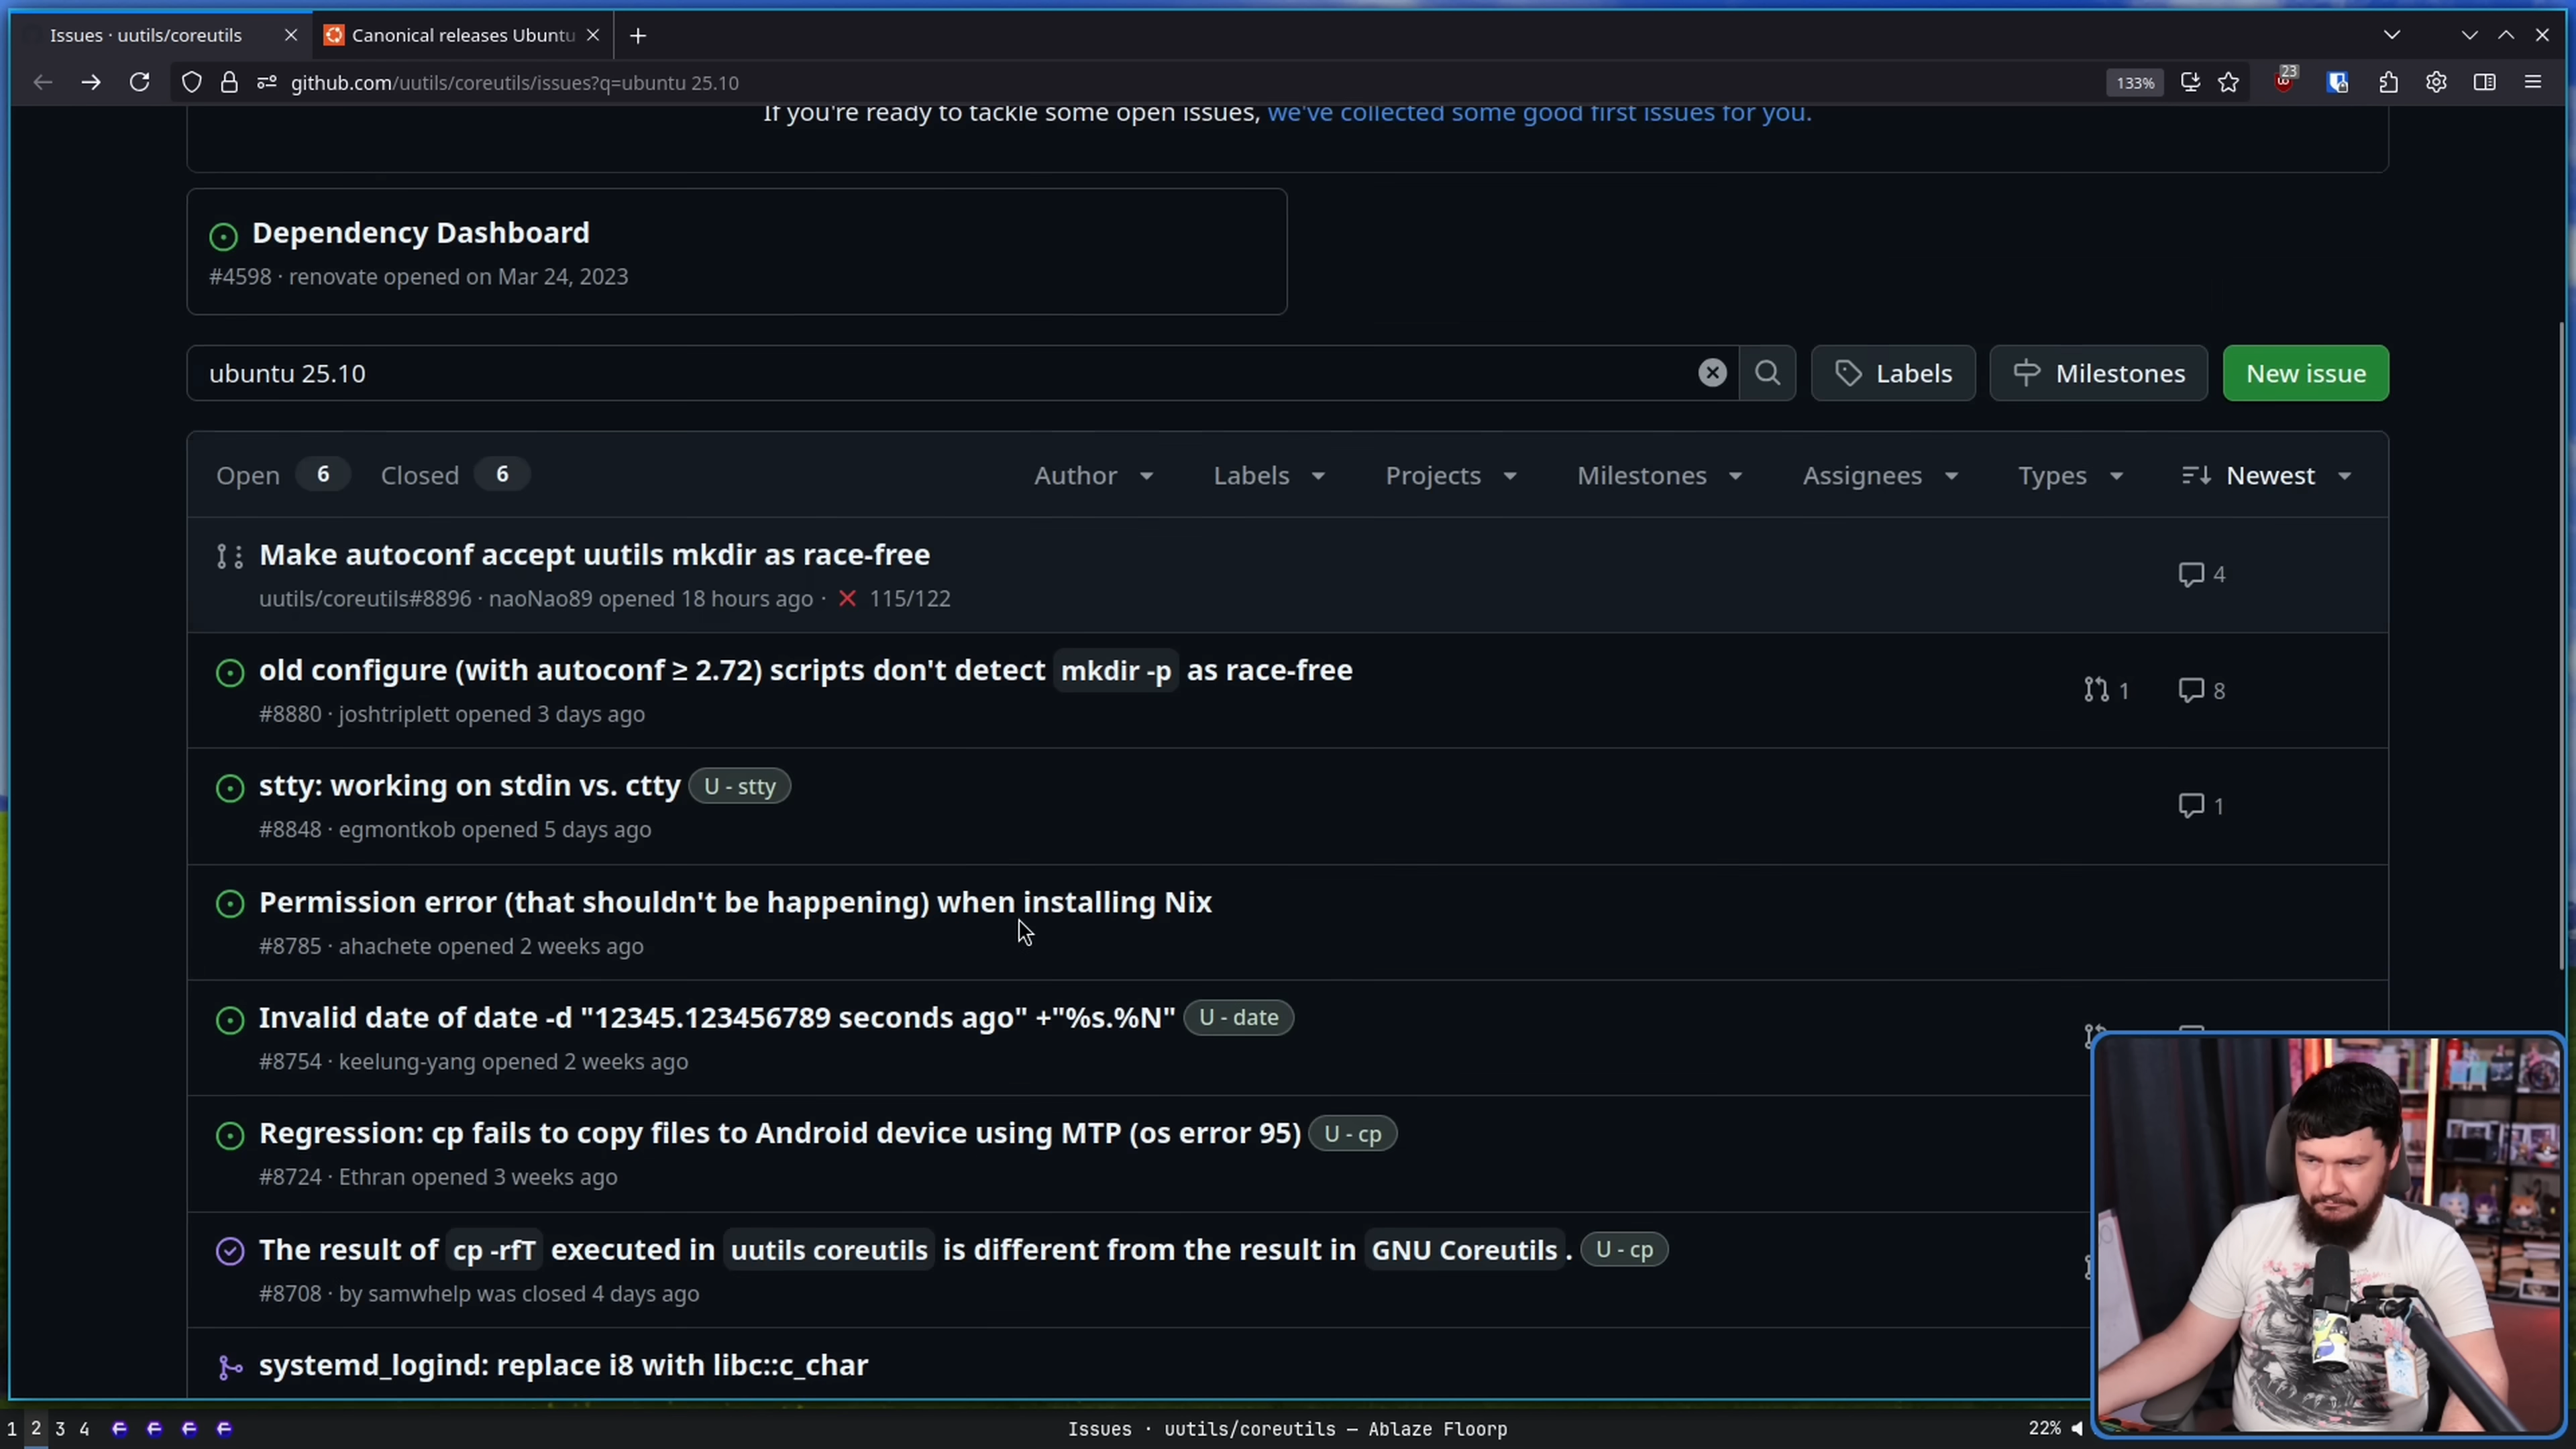 Issues · uutils/coreutils
Canonical releases Ubuntu
github.com/uutils/coreutils/issues?q=ubuntu 25.10
133%
23
If you're ready to tackle some open issues, we've collected some good first issues for you.
Dependency Dashboard
#4598 · renovate opened on Mar 24, 2023
ubuntu 25.10
Labels
Milestones
New issue
Open 6 Closed 6
Author Labels Projects Milestones Assignees Types Newest
Make autoconf accept uutils mkdir as race-free
4
uutils/coreutils#8896 · naoNao89 opened 18 hours ago · 115/122
old configure (with autoconf ≥ 2.72) scripts don't detect mkdir -p as race-free
1 8
#8880 · joshtriplett opened 3 days ago
stty: working on stdin vs. ctty U - stty
1
#8848 · egmontkob opened 5 days ago
Permission error (that shouldn't be happening) when installing Nix
#8785 · ahachete opened 2 weeks ago
Invalid date of date -d "12345.123456789 seconds ago" +"%s.%N" U - date
#8754 · keelung-yang opened 2 weeks ago
Regression: cp fails to copy files to Android device using MTP (os error 95) U - cp
#8724 · Ethran opened 3 weeks ago
The result of cp -rfT executed in uutils coreutils is different from the result in GNU Coreutils. U - cp
#8708 · by samwhelp was closed 4 days ago
systemd_logind: replace i8 with libc::c_char
1 2 3 4
Issues · uutils/coreutils — Ablaze Floorp
22%